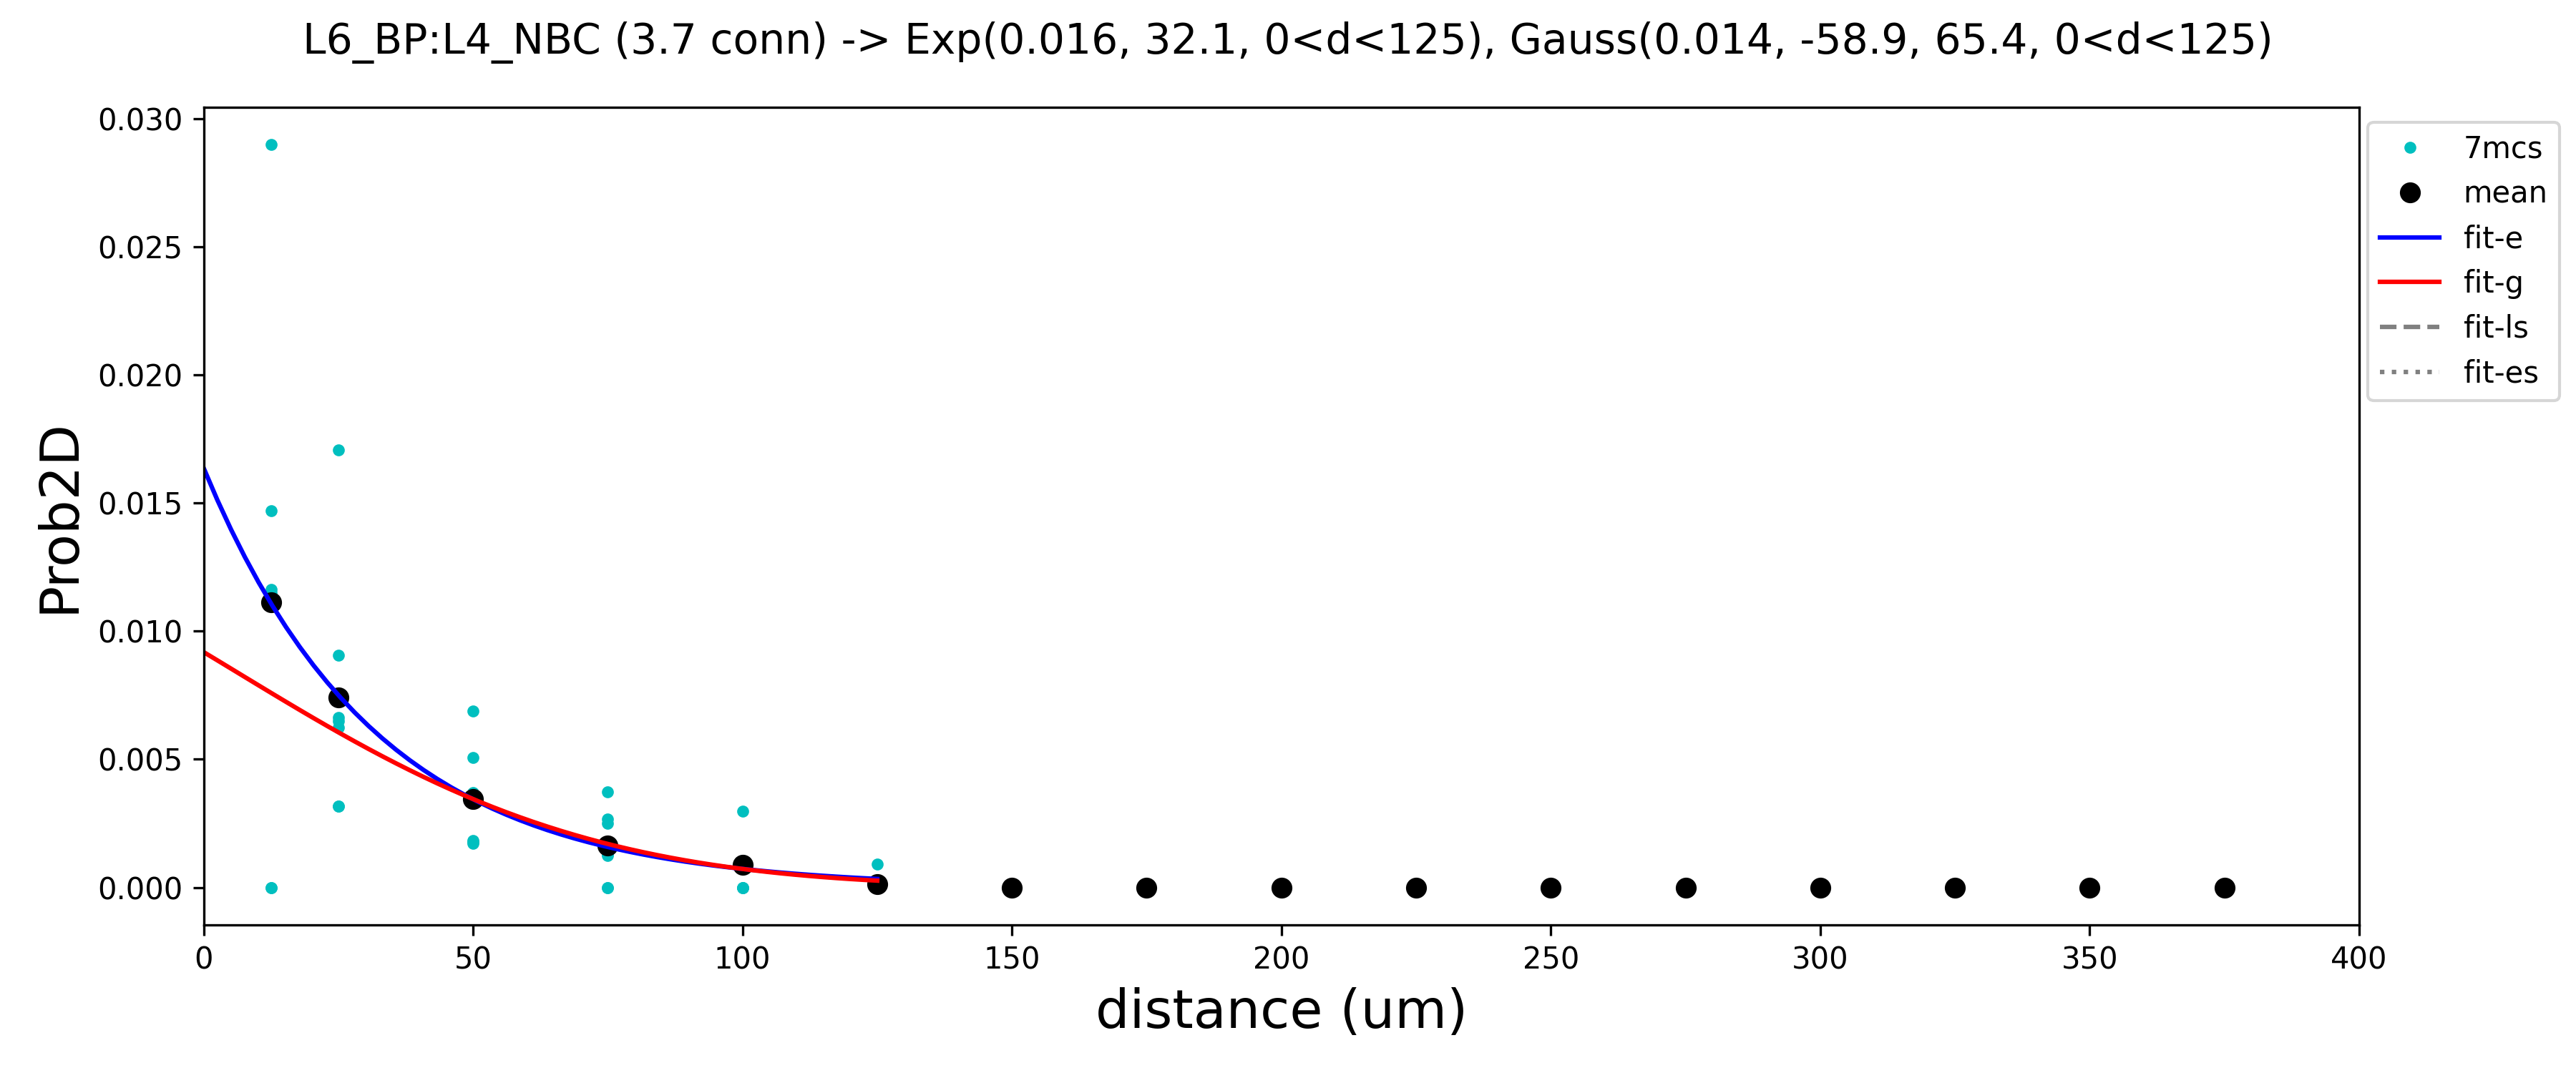 L6_BP:L4_NBC (3.7 conn) -> Exp(0.016, 32.1, 0<d<125), Gauss(0.014, -58.9, 65.4, 0<d<125)
0.030
0.025
0.020
0.015
0.010
0.005
0.000
Prob2D
0 50 100 150 200 250 300 350 400
distance (um)
7mcs
mean
fit-e
fit-g
fit-ls
fit-es